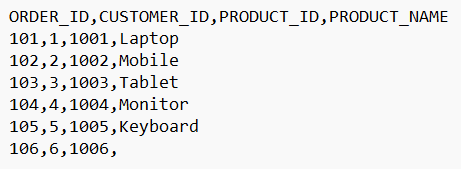 ORDER_ID,CUSTOMER_ID,PRODUCT_ID,PRODUCT_NAME
101,1,1001,Laptop
102,2,1002,Mobile
103,3,1003,Tablet
104,4,1004,Monitor
105,5,1005,Keyboard
106,6,1006,